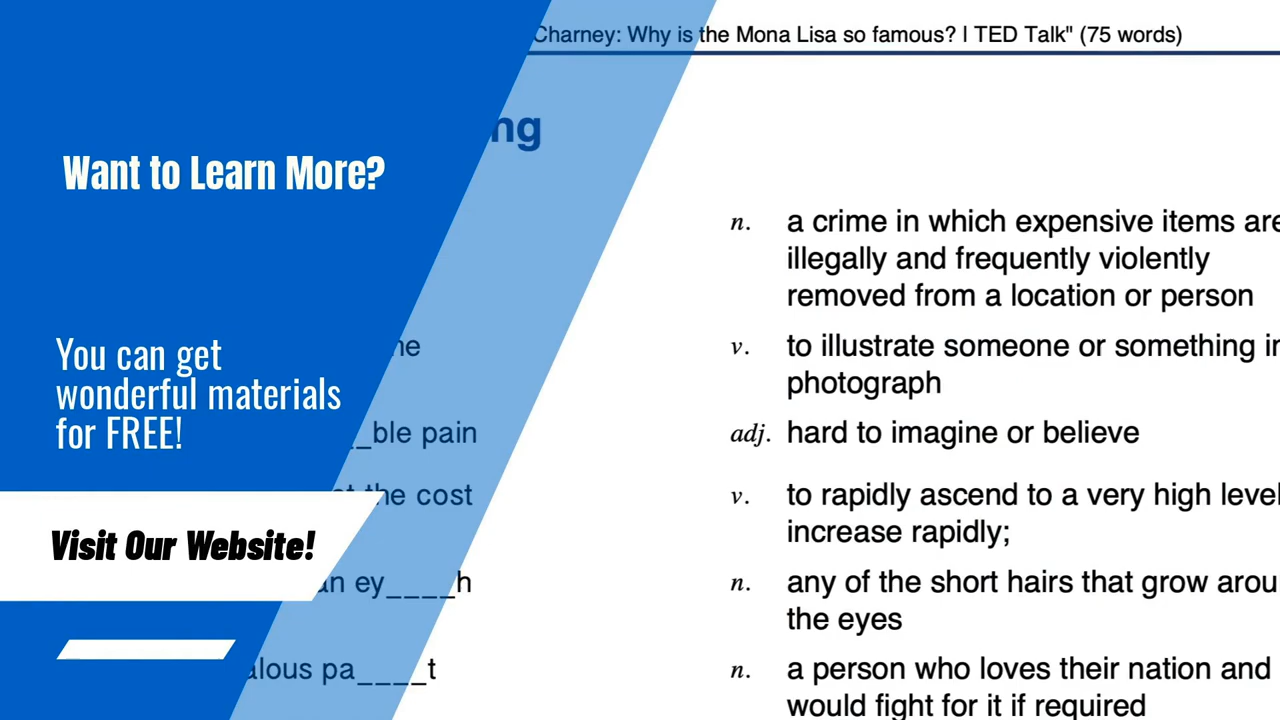 Charney: Why is the Mona Lisa so famous? | TED Talk" (75 words)
ng
Want to Learn More?
You can get
wonderful materials
for FREE!
Visit Our Website!
n. a crime in which expensive items are
illegally and frequently violently
removed from a location or person
he v. to illustrate someone or something in
photograph
_ble pain adj. hard to imagine or believe
the cost v. to rapidly ascend to a very high level
increase rapidly;
an ey____h n. any of the short hairs that grow arou
the eyes
alous pa____t n. a person who loves their nation and
would fight for it if required